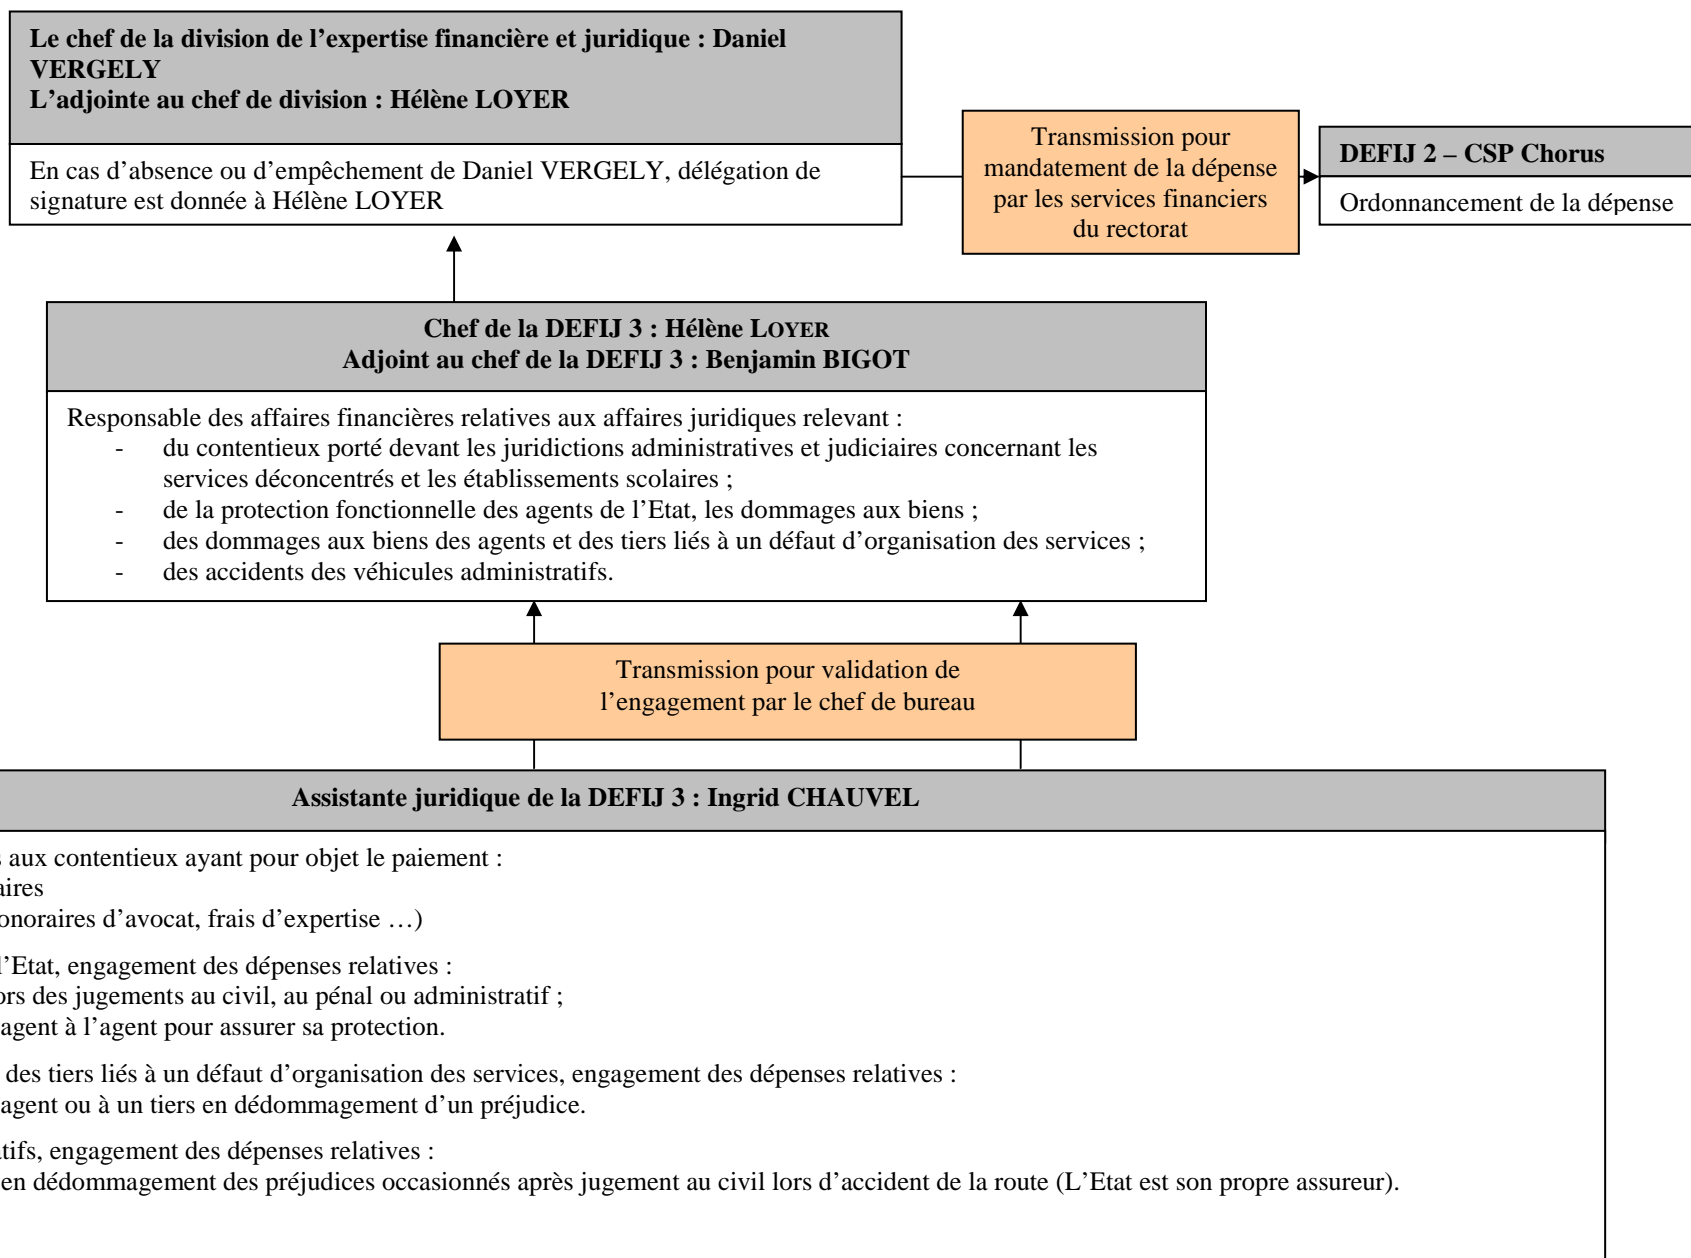 Le chef de la division de l’expertise financière et juridique : Daniel
VERGELY
L’adjointe au chef de division : Hélène LOYER
En cas d’absence ou d’empêchement de Daniel VERGELY, délégation de
signature est donnée à Hélène LOYER
Transmission pour
mandatement de la dépense
par les services financiers
du rectorat
DEFIJ 2 – CSP Chorus
Ordonnancement de la dépense
Chef de la DEFIJ 3 : Hélène LOYER
Adjoint au chef de la DEFIJ 3 : Benjamin BIGOT
Responsable des affaires financières relatives aux affaires juridiques relevant :
- du contentieux porté devant les juridictions administratives et judiciaires concernant les
services déconcentrés et les établissements scolaires ;
- de la protection fonctionnelle des agents de l’Etat, les dommages aux biens ;
- des dommages aux biens des agents et des tiers liés à un défaut d’organisation des services ;
- des accidents des véhicules administratifs.
Transmission pour validation de
l’engagement par le chef de bureau
Assistante juridique de la DEFIJ 3 : Ingrid CHAUVEL
aux contentieux ayant pour objet le paiement :
aires
onoraires d’avocat, frais d’expertise …)
l’Etat, engagement des dépenses relatives :
ors des jugements au civil, au pénal ou administratif ;
agent à l’agent pour assurer sa protection.
des tiers liés à un défaut d’organisation des services, engagement des dépenses relatives :
agent ou à un tiers en dédommagement d’un préjudice.
atifs, engagement des dépenses relatives :
en dédommagement des préjudices occasionnés après jugement au civil lors d’accident de la route (L’Etat est son propre assureur).